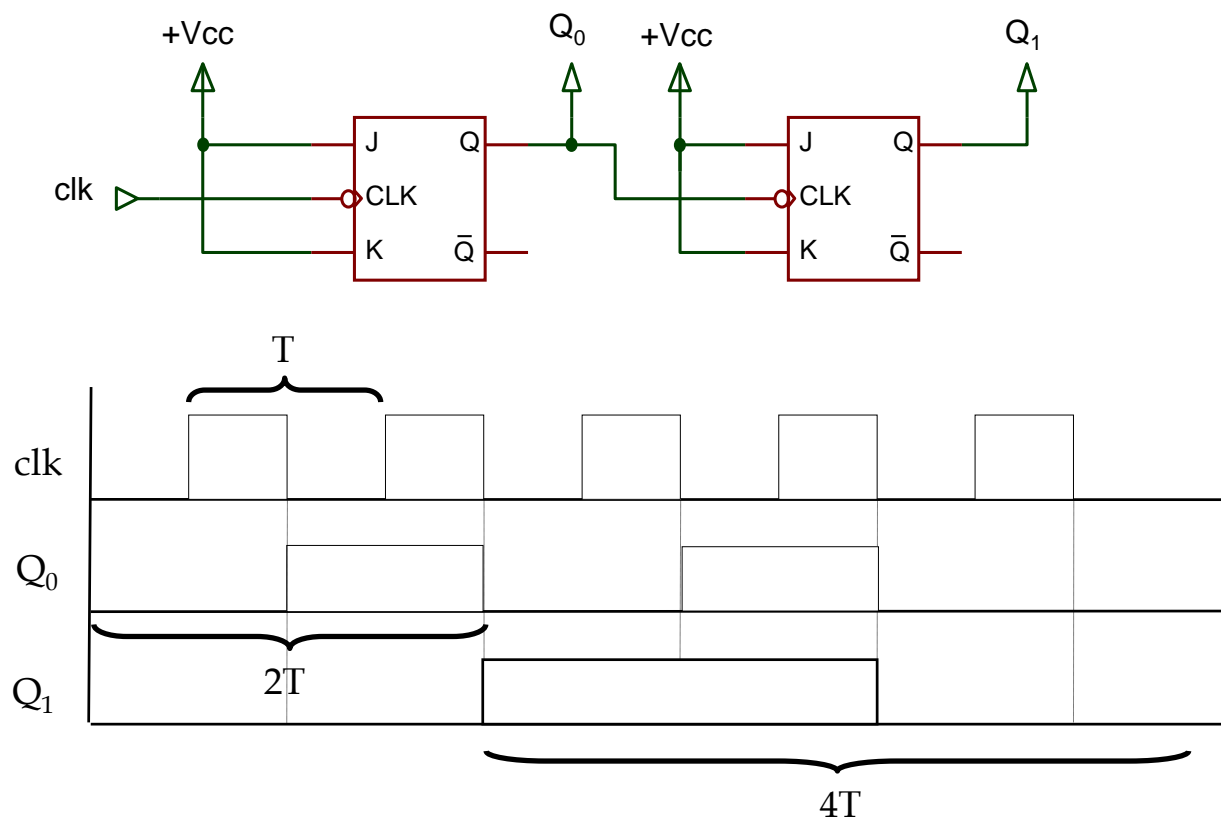 +Vcc Q₀ +Vcc Q₁
J Q J Q
clk CLK CLK
K Q̅ K Q̅
T
clk
Q₀
2T
Q₁
4T